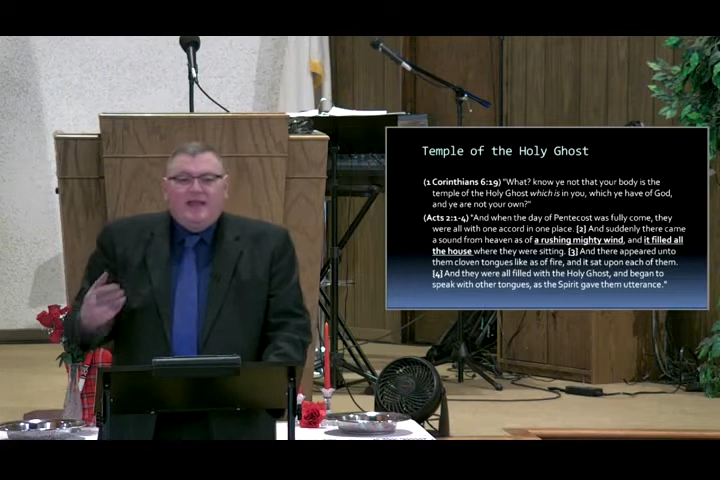 Temple of the Holy Ghost
(1 Corinthians 6:19) "What? know ye not that your body is the
temple of the Holy Ghost which is in you, which ye have of God,
and ye are not your own?"
(Acts 2:1-4) "And when the day of Pentecost was fully come, they
were all with one accord in one place. [2] And suddenly there came
a sound from heaven as of a rushing mighty wind, and it filled all
the house where they were sitting. [3] And there appeared unto
them cloven tongues like as of fire, and it sat upon each of them.
[4] And they were all filled with the Holy Ghost, and began to
speak with other tongues, as the Spirit gave them utterance."